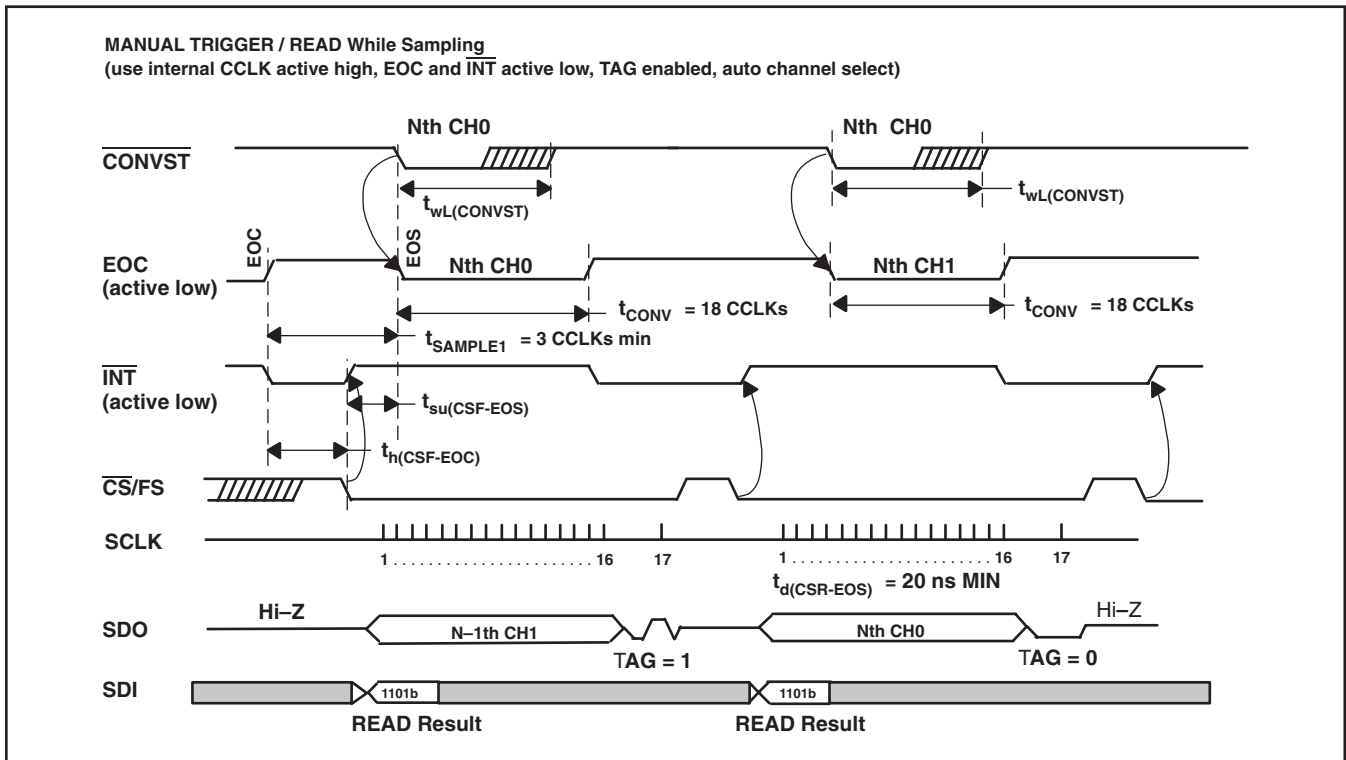 MANUAL TRIGGER / READ While Sampling
(use internal CCLK active high, EOC and INT active low, TAG enabled, auto channel select)
Nth CH0
Nth CH0
CONVST
twL(CONVST)
twL(CONVST)
EOC
EOS
EOC
(active low)
Nth CH0
Nth CH1
tCONV = 18 CCLKs
tCONV = 18 CCLKs
tSAMPLE1 = 3 CCLKs min
INT
(active low)
tsu(CSF-EOS)
th(CSF-EOC)
CS/FS
SCLK
1 . . . . . . . . . . . . . . . . . . . . . . . 16 17
1 . . . . . . . . . . . . . . . . . . . . . . . 16 17
td(CSR-EOS) = 20 ns MIN
Hi–Z
Hi–Z
SDO
N–1th CH1
Nth CH0
TAG = 1
TAG = 0
SDI
1101b
1101b
READ Result
READ Result